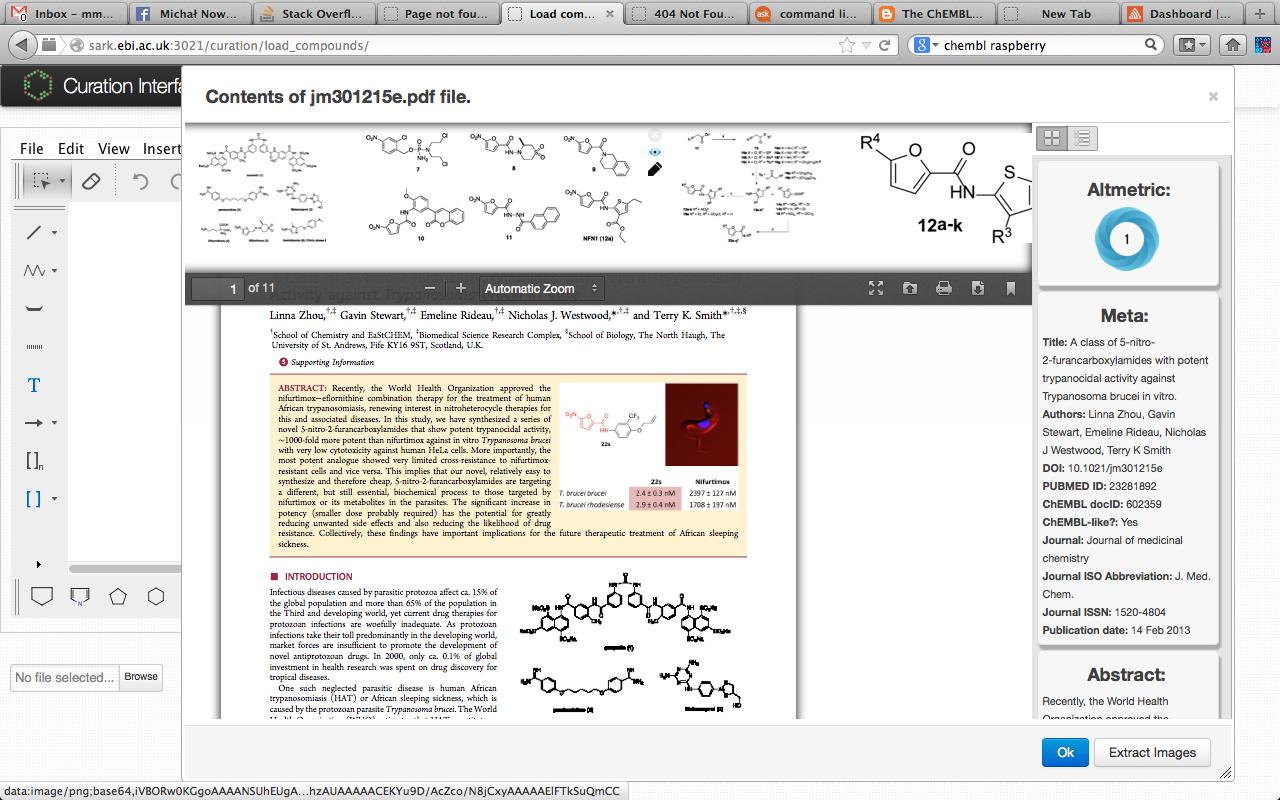 Inbox – mm...
Michał Now...
Stack Overfl...
Page not fou...
Load com...
404 Not Fou...
command li...
The ChEMBL...
New Tab
Dashboard |...
sark.ebi.ac.uk:3021/curation/load_compounds/
chembl raspberry
Curation Interfa
Contents of jm301215e.pdf file.
File Edit View Insert
7
8
9
10
11
NFN1 (12a)
R4
O
O
HN
S
R3
12a-k
1 of 11
Automatic Zoom
Activity against Trypanosoma brucei in Vitro
Linna Zhou,†,‡ Gavin Stewart,†,‡ Emeline Rideau,†,‡ Nicholas J. Westwood,*,†,‡ and Terry K. Smith*,†,‡,§
†School of Chemistry and EaStCHEM, ‡Biomedical Science Research Complex, §School of Biology, The North Haugh, The
University of St. Andrews, Fife KY16 9ST, Scotland, U.K.
S Supporting Information
ABSTRACT: Recently, the World Health Organization approved the
nifurtimox−eflornithine combination therapy for the treatment of human
African trypanosomiasis, renewing interest in nitroheterocycle therapies for
this and associated diseases. In this study, we have synthesized a series of
novel 5-nitro-2-furancarboxylamides that show potent trypanocidal activity,
~1000-fold more potent than nifurtimox against in vitro Trypanosoma brucei
with very low cytotoxicity against human HeLa cells. More importantly, the
most potent analogue showed very limited cross-resistance to nifurtimox-
resistant cells and vice versa. This implies that our novel, relatively easy to
synthesize and therefore cheap, 5-nitro-2-furancarboxylamides are targeting
a different, but still essential, biochemical process to those targeted by
nifurtimox or its metabolites in the parasites. The significant increase in
potency (smaller dose probably required) has the potential for greatly
reducing unwanted side effects and also reducing the likelihood of drug
resistance. Collectively, these findings have important implications for the future therapeutic treatment of African sleeping
sickness.
22s
22s Nifurtimox
T. brucei brucei 2.4 ± 0.3 nM 2397 ± 127 nM
T. brucei rhodesiense 2.9 ± 0.4 nM 1708 ± 197 nM
INTRODUCTION
Infectious diseases caused by parasitic protozoa affect ca. 15% of
the global population and more than 65% of the population in
the Third and developing world, yet current drug therapies for
protozoan infections are woefully inadequate. As protozoan
infections take their toll predominantly in the developing world,
market forces are insufficient to promote the development of
novel antiprotozoan drugs. In 2000, only ca. 0.1% of global
investment in health research was spent on drug discovery for
tropical diseases.
One such neglected parasitic disease is human African
trypanosomiasis (HAT) or African sleeping sickness, which is
caused by the protozoan parasite Trypanosoma brucei. The World
Altmetric:
1
Meta:
Title: A class of 5-nitro-
2-furancarboxylamides with potent
trypanocidal activity against
Trypanosoma brucei in vitro.
Authors: Linna Zhou, Gavin
Stewart, Emeline Rideau, Nicholas
J Westwood, Terry K Smith
DOI: 10.1021/jm301215e
PUBMED ID: 23281892
ChEMBL docID: 602359
ChEMBL-like?: Yes
Journal: Journal of medicinal
chemistry
Journal ISO Abbreviation: J. Med.
Chem.
Journal ISSN: 1520-4804
Publication date: 14 Feb 2013
Abstract:
Recently, the World Health
Organization approved the
T
[ ]n
[ ]
No file selected... Browse
Ok
Extract Images
data:image/png;base64,iVBORw0KGgoAAAANSUhEUgA...hzAUAAAAACEKYu9D/AcZco/N8jCxyAAAAAElFTkSuQmCC